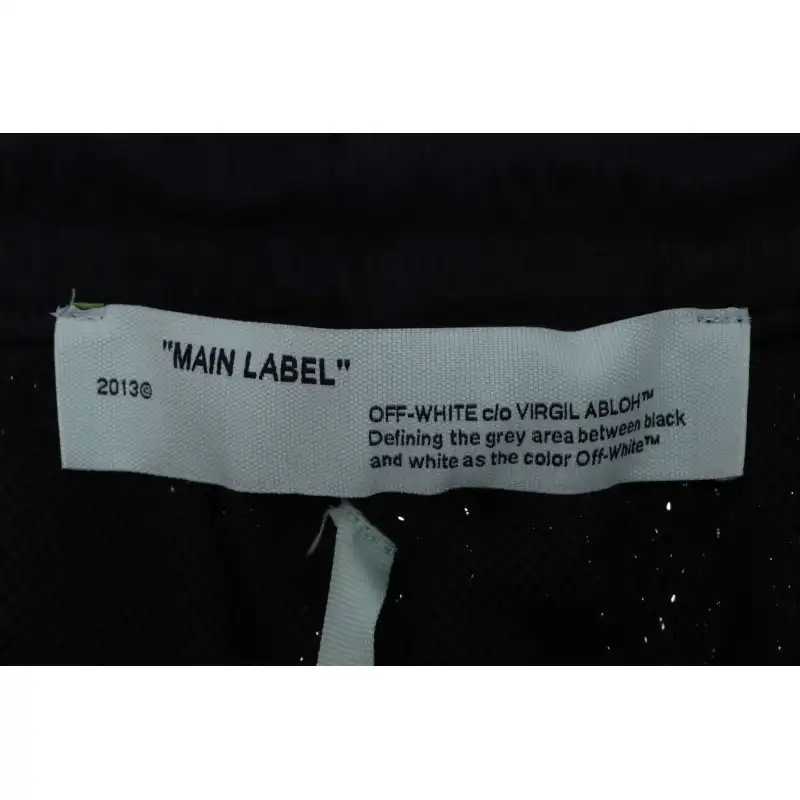 "MAIN LABEL"
2013©
OFF-WHITE c/o VIRGIL ABLOH™
Defining the grey area between black
and white as the color Off-White™